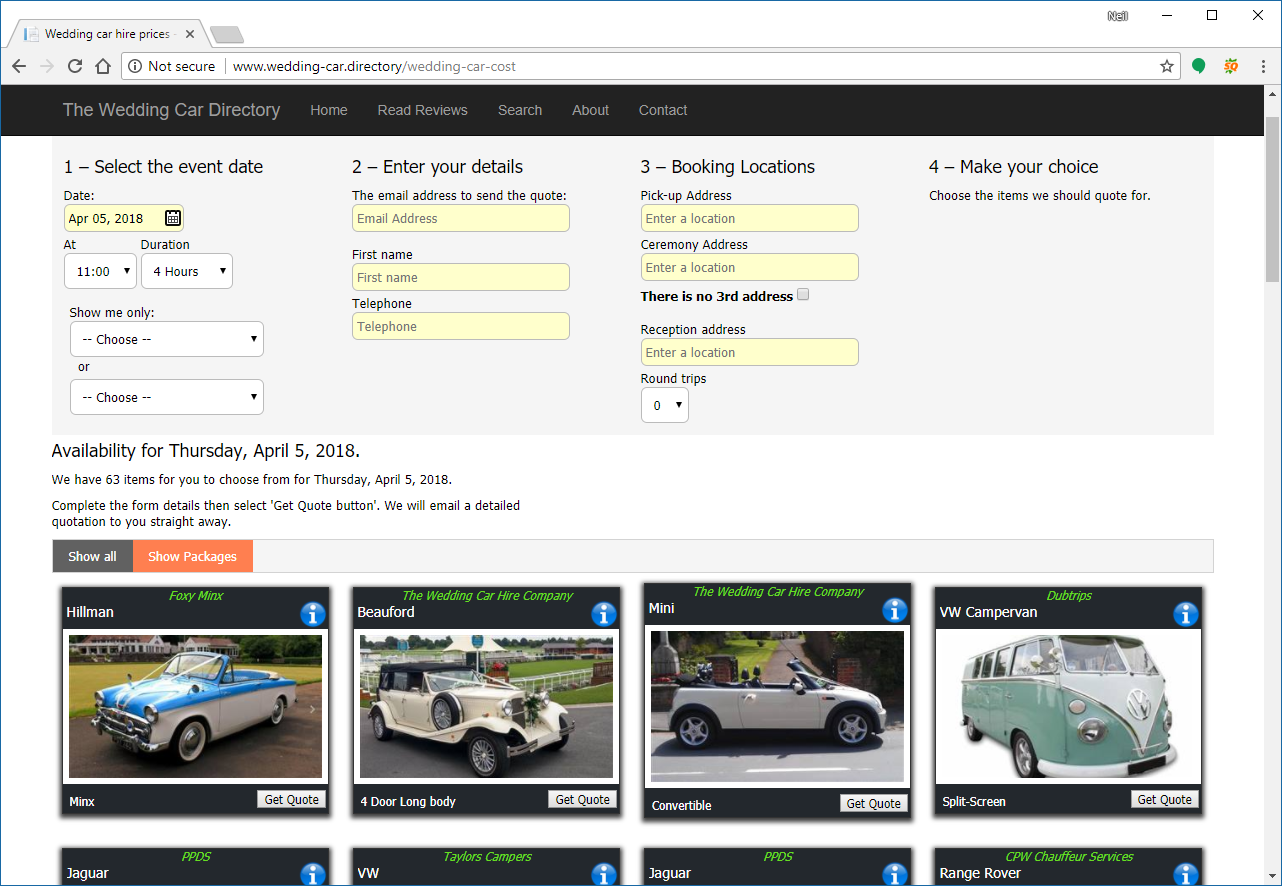 Neil
Wedding car hire prices -
Not secure www.wedding-car.directory/wedding-car-cost
The Wedding Car Directory Home Read Reviews Search About Contact
1 – Select the event date
Date:
Apr 05, 2018
At Duration
11:00 4 Hours
Show me only:
-- Choose --
or
-- Choose --
2 – Enter your details
The email address to send the quote:
Email Address
First name
First name
Telephone
Telephone
3 – Booking Locations
Pick-up Address
Enter a location
Ceremony Address
Enter a location
There is no 3rd address
Reception address
Enter a location
Round trips
0
4 – Make your choice
Choose the items we should quote for.
Availability for Thursday, April 5, 2018.
We have 63 items for you to choose from for Thursday, April 5, 2018.
Complete the form details then select 'Get Quote button'. We will email a detailed
quotation to you straight away.
Show all Show Packages
Foxy Minx
Hillman
Minx Get Quote
The Wedding Car Hire Company
Beauford
4 Door Long body Get Quote
The Wedding Car Hire Company
Mini
Convertible Get Quote
Dubtrips
VW Campervan
Split-Screen Get Quote
PPDS
Jaguar
Taylors Campers
VW
PPDS
Jaguar
CPW Chauffeur Services
Range Rover